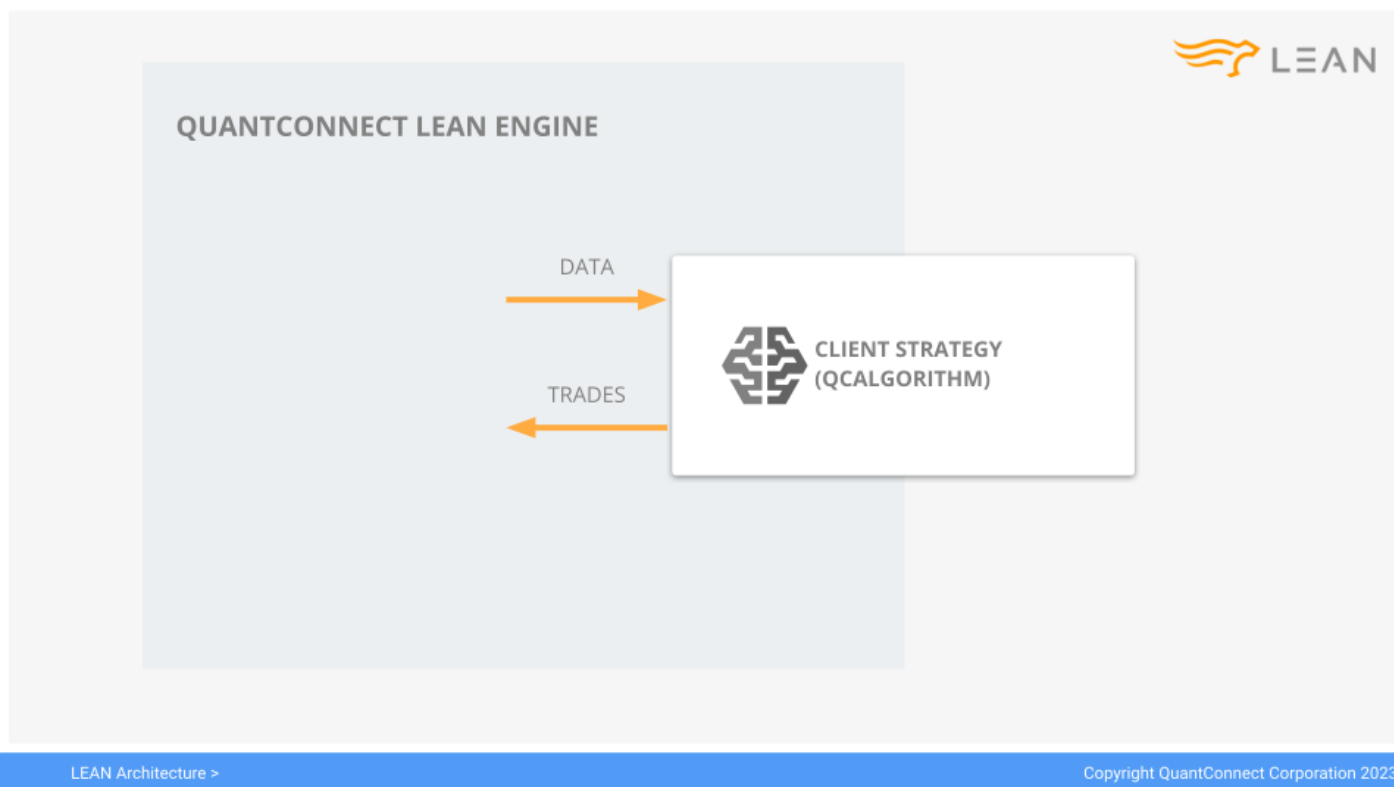 LEAN
QUANTCONNECT LEAN ENGINE
DATA
CLIENT STRATEGY
(QCALGORITHM)
TRADES
LEAN Architecture >
Copyright QuantConnect Corporation 2023